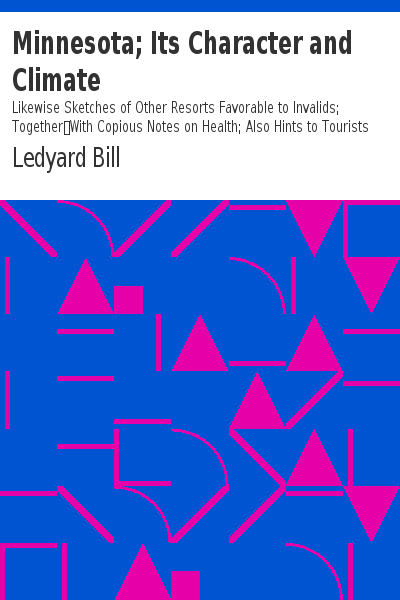 Minnesota; Its Character and
Climate
Likewise Sketches of Other Resorts Favorable to Invalids;
Together▯With Copious Notes on Health; Also Hints to Tourists
Ledyard Bill